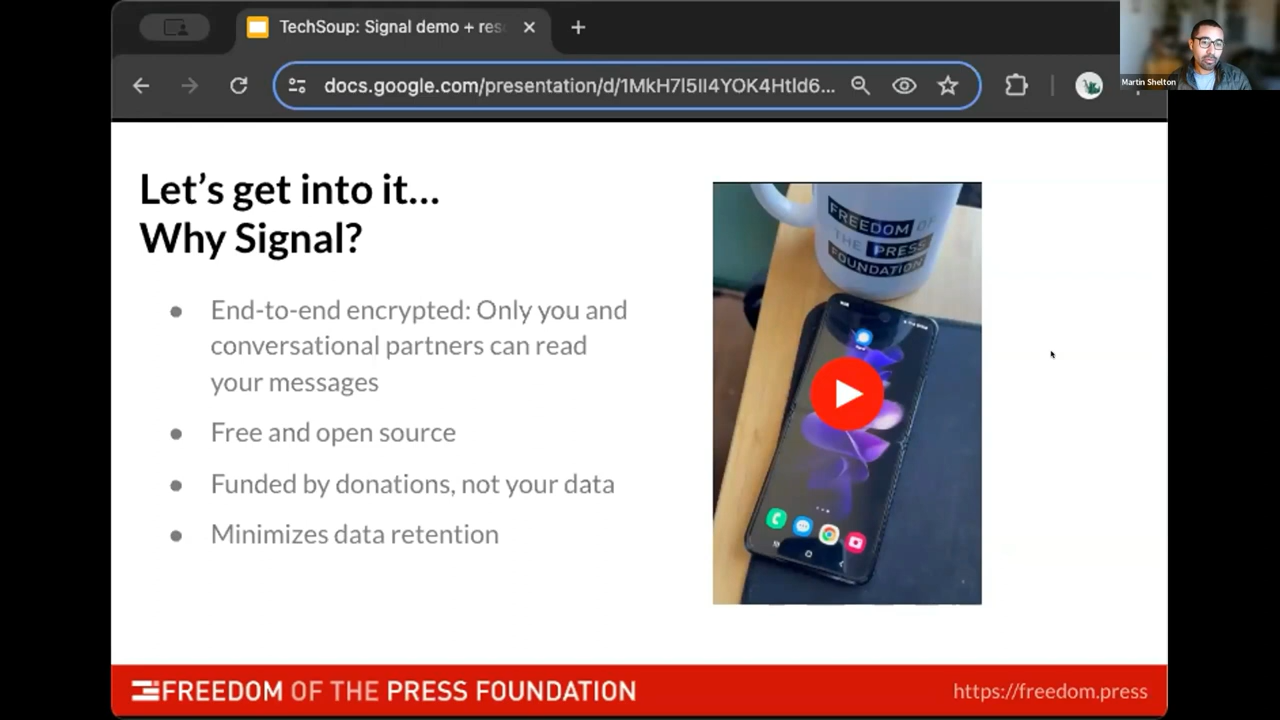 TechSoup: Signal demo + res
docs.google.com/presentation/d/1MkH7l5Il4YOK4Htld6...
Martin Shelton
Let's get into it...
Why Signal?
● End-to-end encrypted: Only you and
conversational partners can read
your messages
● Free and open source
● Funded by donations, not your data
● Minimizes data retention
FREEDOM OF
THE PRESS
FOUNDATION
FREEDOM OF THE PRESS FOUNDATION
https://freedom.press